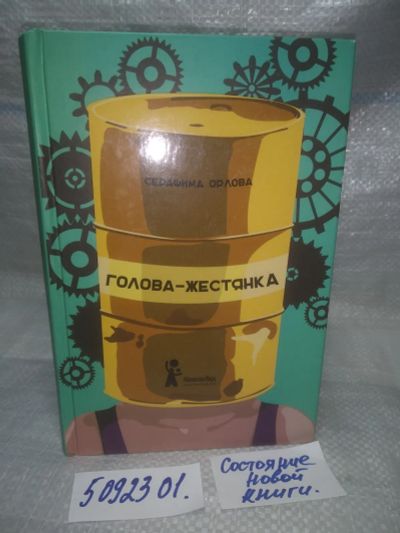 СЕРАФИМА ОРЛОВА
ГОЛОВА-ЖЕСТЯНКА
5092301.
Состояние
новой
книги.